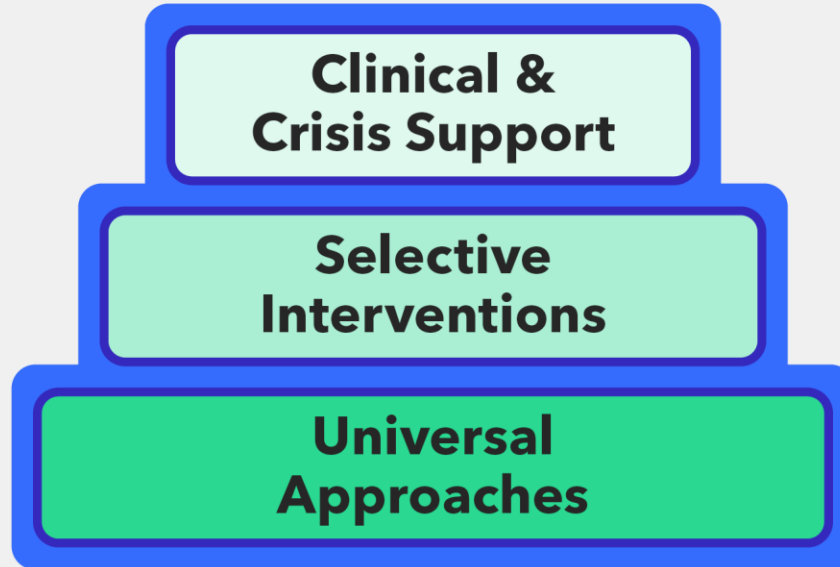 Clinical &
Crisis Support
Selective
Interventions
Universal
Approaches